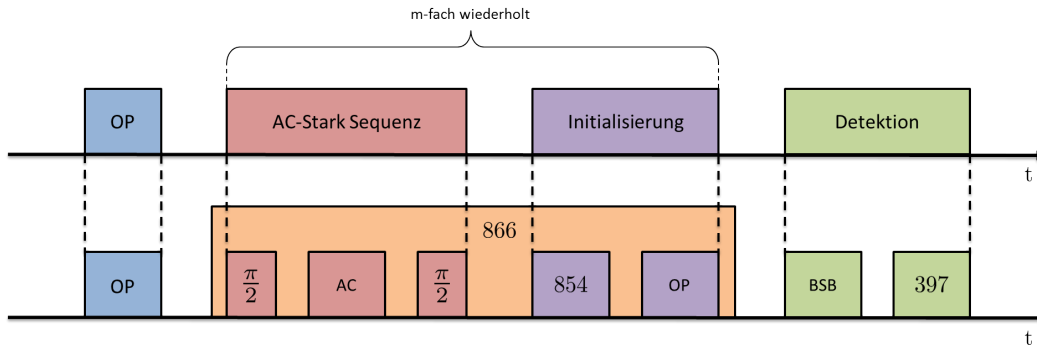 m-fach wiederholt
OP
AC-Stark Sequenz
Initialisierung
Detektion
t
866
OP
π/2
AC
π/2
854
OP
BSB
397
t